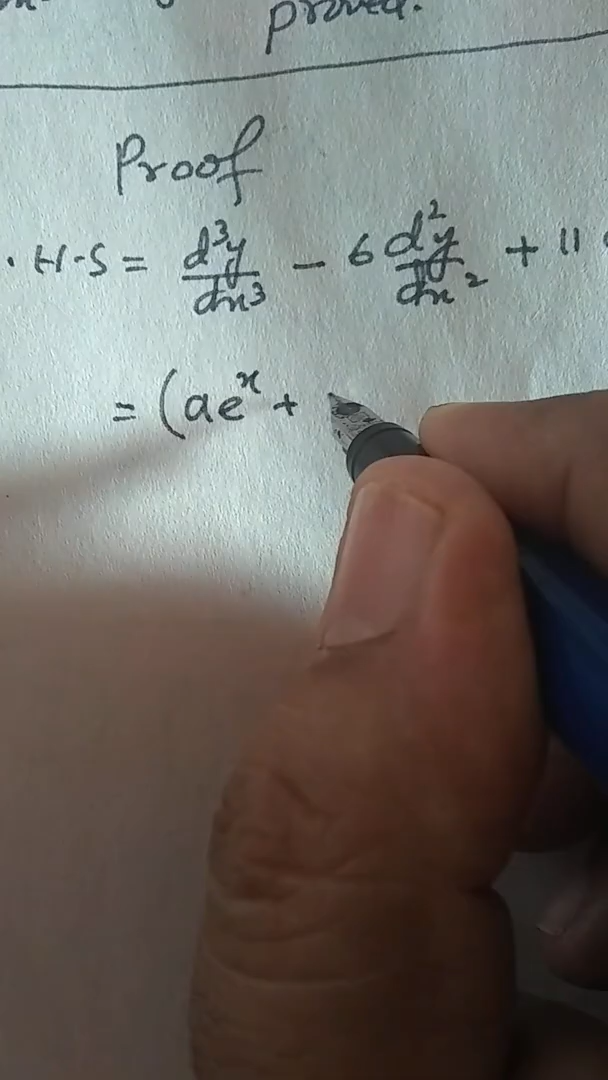 proved.
Proof
. H.S = d³y/dx³ - 6 d²y/dx² + 11
= (ae^x +